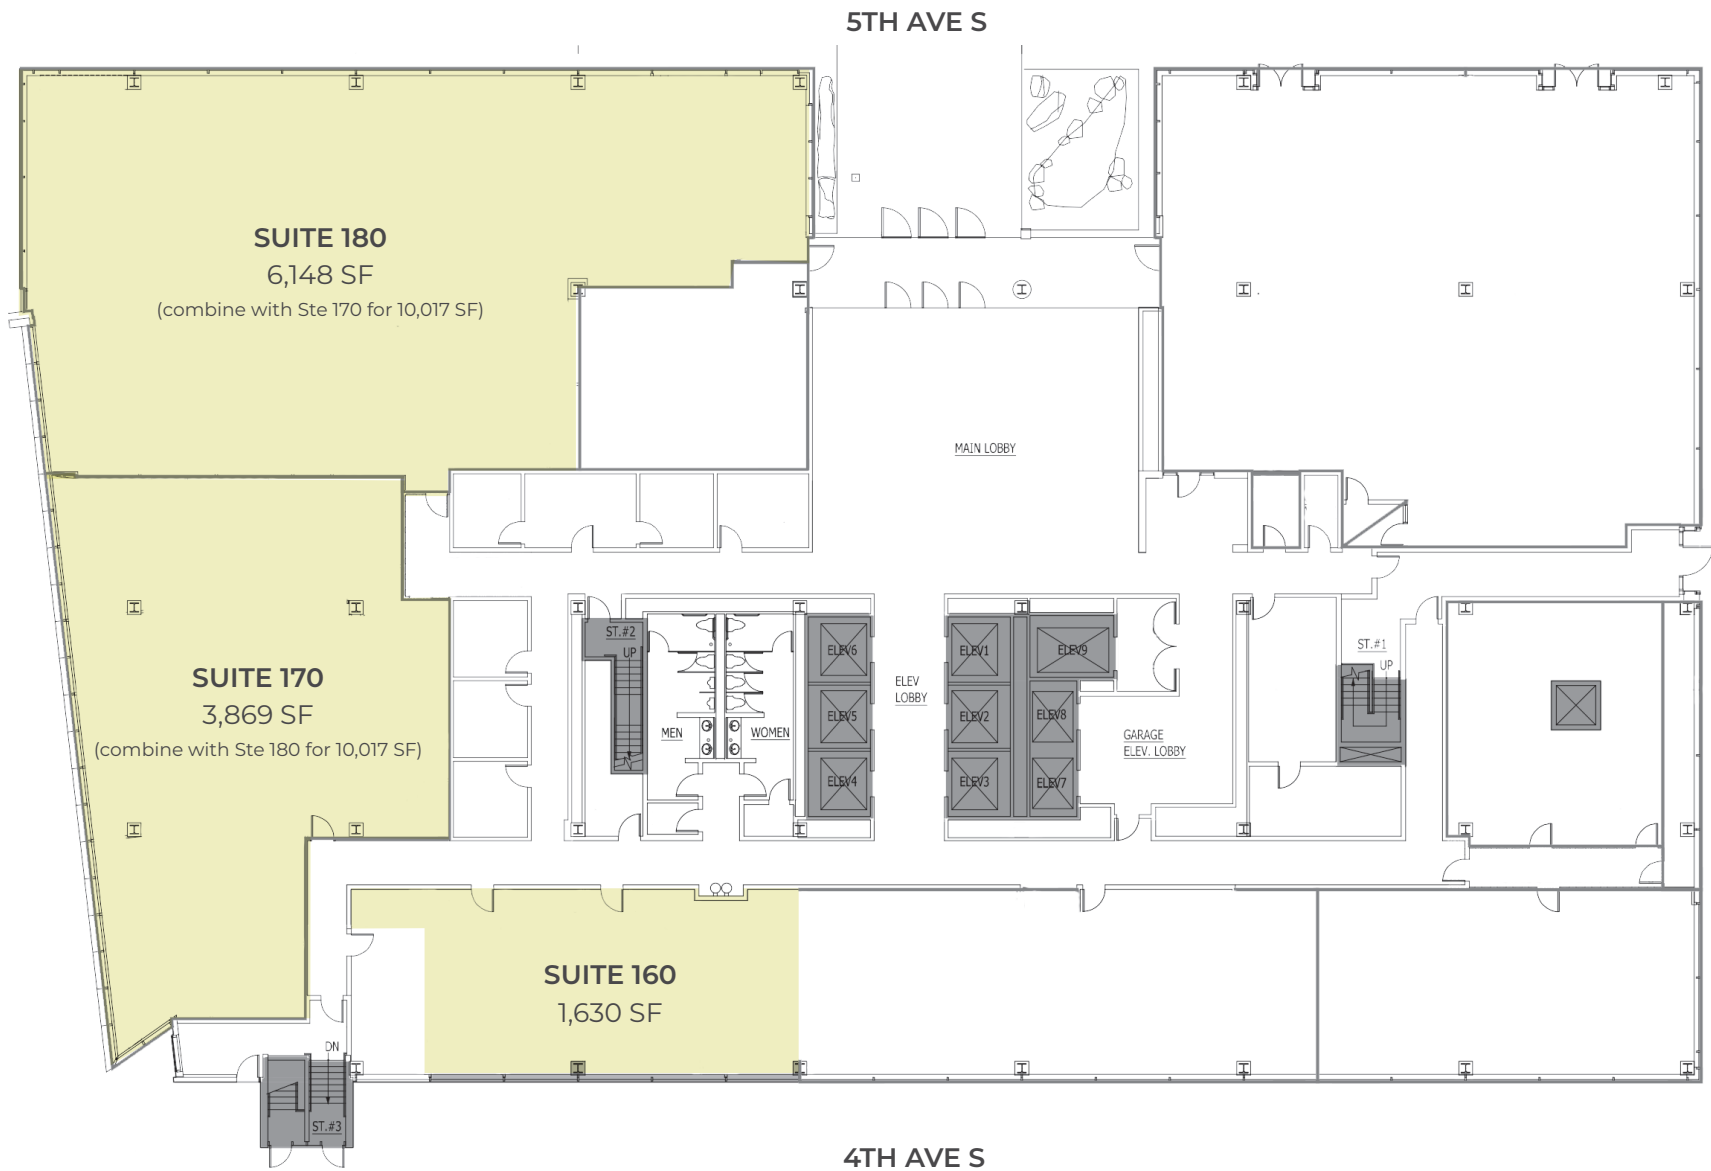 5TH AVE S
SUITE 180
6,148 SF
(combine with Ste 170 for 10,017 SF)
MAIN LOBBY
ST.#2
UP
ELEV6
ELEV1
ELEV9
ST.#1
UP
SUITE 170
3,869 SF
(combine with Ste 180 for 10,017 SF)
ELEV
LOBBY
MEN
WOMEN
ELEV5
ELEV2
ELEV8
GARAGE
ELEV. LOBBY
ELEV4
ELEV3
ELEV7
SUITE 160
1,630 SF
DN
ST.#3
4TH AVE S